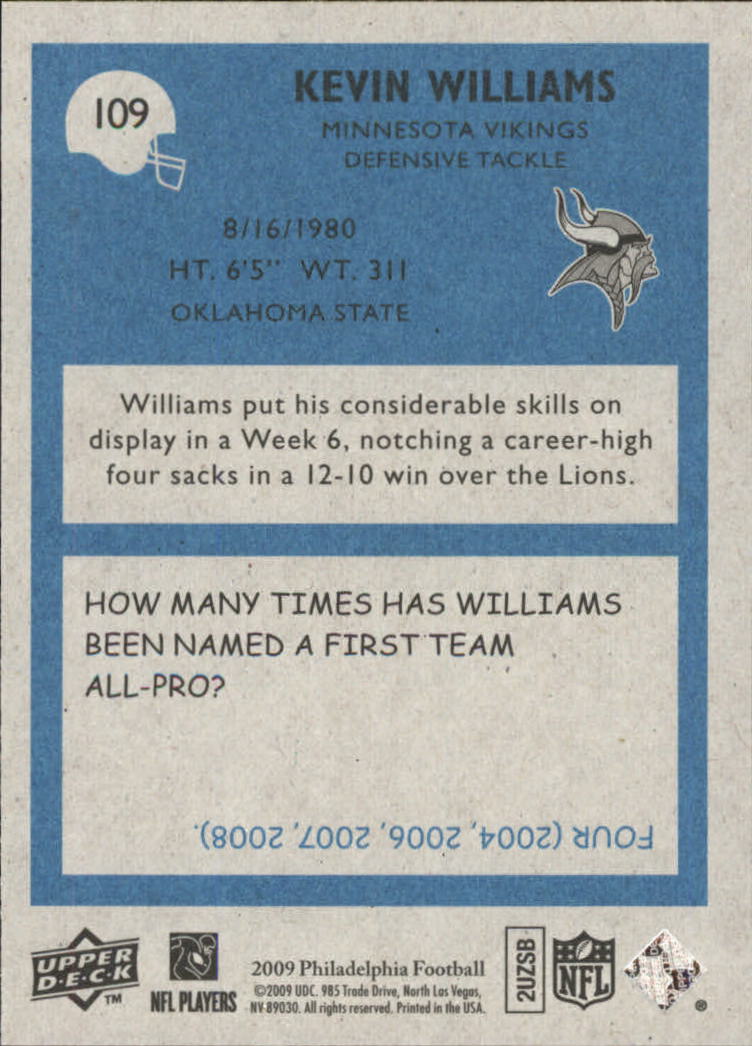 109
KEVIN WILLIAMS
MINNESOTA VIKINGS
DEFENSIVE TACKLE
8/16/1980
HT. 6'5'' WT. 311
OKLAHOMA STATE
Williams put his considerable skills on
display in a Week 6, notching a career-high
four sacks in a 12-10 win over the Lions.
HOW MANY TIMES HAS WILLIAMS
BEEN NAMED A FIRST TEAM
ALL-PRO?
FOUR (2004, 2006, 2007, 2008).
UPPER
D·E·C·K
TM
NFL PLAYERS
2009 Philadelphia Football
©2009 UDC. 985 Trade Drive, North Las Vegas,
NV 89030. All rights reserved. Printed in the USA.
2UZSB
NFL
®